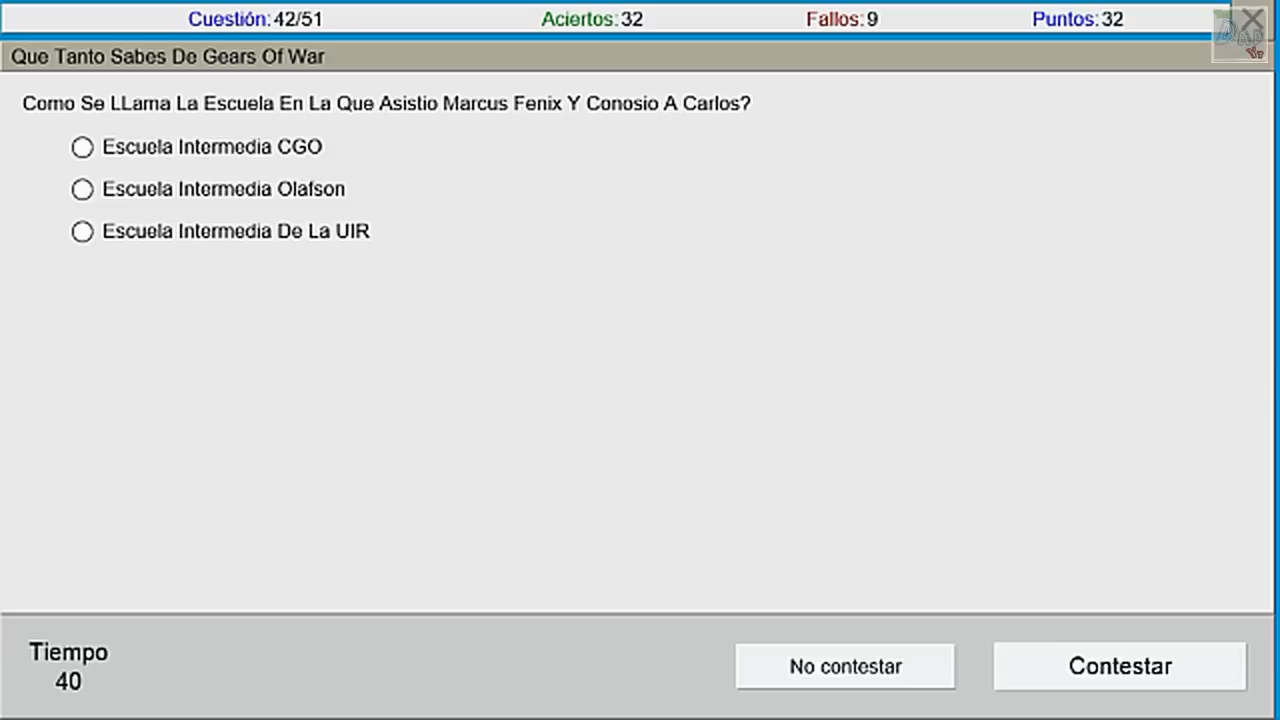 Cuestión: 42/51 Aciertos: 32 Fallos: 9 Puntos: 32
Que Tanto Sabes De Gears Of War
Como Se LLama La Escuela En La Que Asistio Marcus Fenix Y Conosio A Carlos?
Escuela Intermedia CGO
Escuela Intermedia Olafson
Escuela Intermedia De La UIR
Tiempo
40
No contestar
Contestar